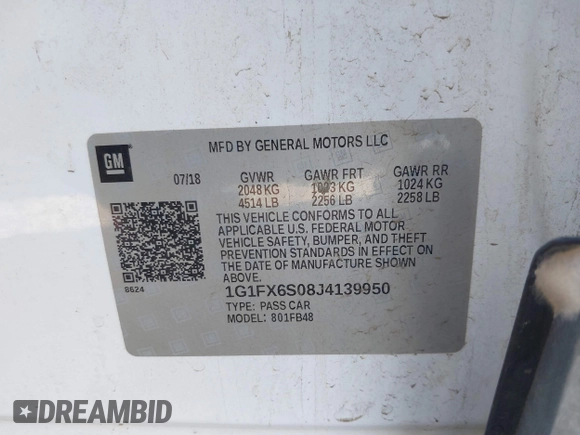 GM
MFD BY GENERAL MOTORS LLC
07/18 GVWR GAWR FRT GAWR RR
2048 KG 1023 KG 1024 KG
4514 LB 2256 LB 2258 LB
THIS VEHICLE CONFORMS TO ALL
APPLICABLE U.S. FEDERAL MOTOR
VEHICLE SAFETY, BUMPER, AND THEFT
PREVENTION STANDARDS IN EFFECT ON
THE DATE OF MANUFACTURE SHOWN
ABOVE.
8624
1G1FX6S08J4139950
TYPE: PASS CAR
MODEL: 801FB48
DREAMBID